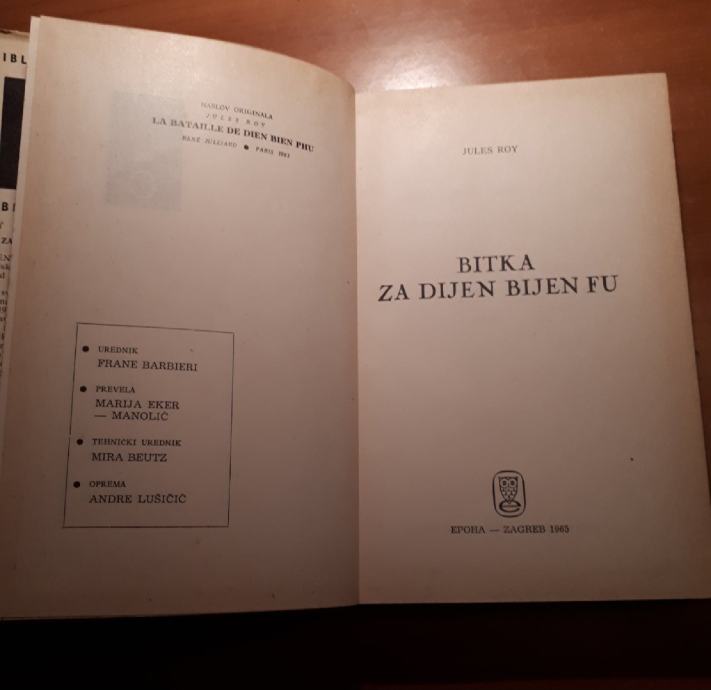 IBL
NASLOV ORIGINALA
JULES ROY
LA BATAILLE DE DIEN BIEN PHU
RENÉ JULLIARD ● PARIS 1963
● UREDNIK
FRANE BARBIERI
● PREVELA
MARIJA EKER
— MANOLIĆ
● TEHNIČKI UREDNIK
MIRA BEUTZ
● OPREMA
ANDRE LUŠIČIĆ
JULES ROY
BITKA
ZA DIJEN BIJEN FU
EPOHA — ZAGREB 1965